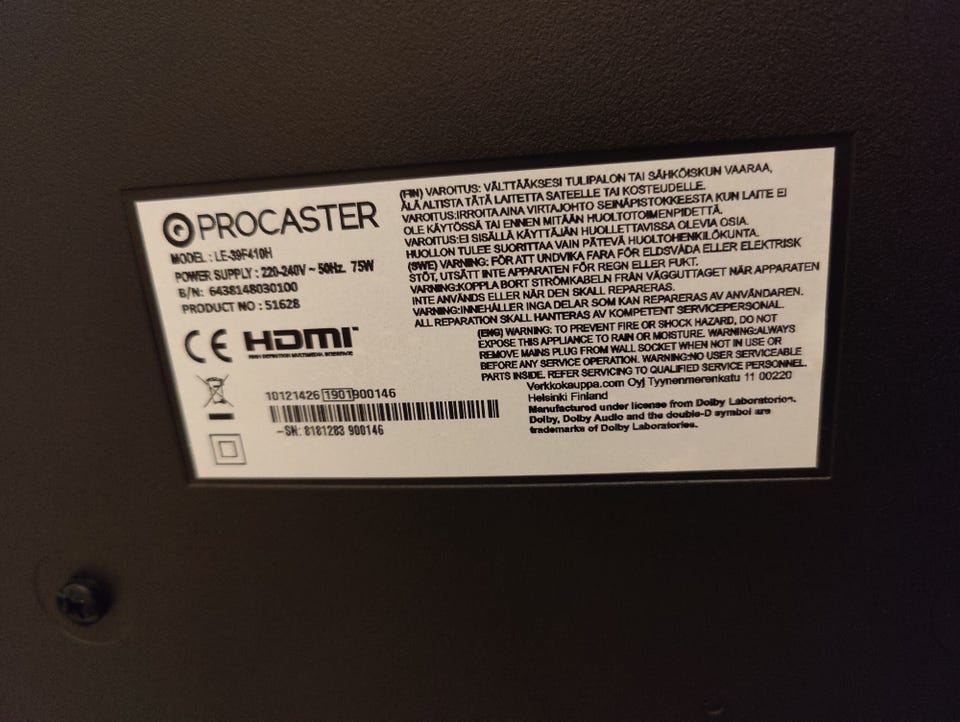 PROCASTER
MODEL : LE-39F410H
POWER SUPPLY : 220-240V ~ 50Hz, 75W
B/N: 6438148030100
PRODUCT NO : 51628
CE HDMI
HIGH DEFINITION MULTIMEDIA INTERFACE
10121426 1901 900146
-SN: 8181283 900146
(FIN) VAROITUS: VÄLTTÄÄKSESI TULIPALON TAI SÄHKÖISKUN VAARAA,
ÄLÄ ALTISTA TÄTÄ LAITETTA SATEELLE TAI KOSTEUDELLE.
VAROITUS:IRROITA AINA VIRTAJOHTO SEINÄPISTOKKEESTA KUN LAITE EI
OLE KÄYTÖSSÄ TAI ENNEN MITÄÄN HUOLTOTOIMENPIDETTÄ.
VAROITUS:EI SISÄLLÄ KÄYTTÄJÄN HUOLLETTAVISSA OLEVIA OSIA.
HUOLLON TULEE SUORITTAA VAIN PÄTEVÄ HUOLTOHENKILÖKUNTA.
(SWE) VARNING: FÖR ATT UNDVIKA FARA FÖR ELDSVÅDA ELLER ELEKTRISK
STÖT, UTSÄTT INTE APPARATEN FÖR REGN ELLER FUKT.
VARNING:KOPPLA BORT STRÖMKABELN FRÅN VÄGGUTTAGET NÄR APPARATEN
INTE ANVÄNDS ELLER NÄR DEN SKALL REPARERAS.
VARNING:INNEHÅLLER INGA DELAR SOM KAN REPARERAS AV ANVÄNDAREN.
ALL REPARATION SKALL HANTERAS AV KOMPETENT SERVICEPERSONAL.
(ENG) WARNING: TO PREVENT FIRE OR SHOCK HAZARD, DO NOT
EXPOSE THIS APPLIANCE TO RAIN OR MOISTURE. WARNING:ALWAYS
REMOVE MAINS PLUG FROM WALL SOCKET WHEN NOT IN USE OR
BEFORE ANY SERVICE OPERATION. WARNING:NO USER SERVICEABLE
PARTS INSIDE. REFER SERVICING TO QUALIFIED SERVICE PERSONNEL.
Verkkokauppa.com Oyj Tyynenmerenkatu 11 00220
Helsinki Finland
Manufactured under license from Dolby Laboratories.
Dolby, Dolby Audio and the double-D symbol are
trademarks of Dolby Laboratories.